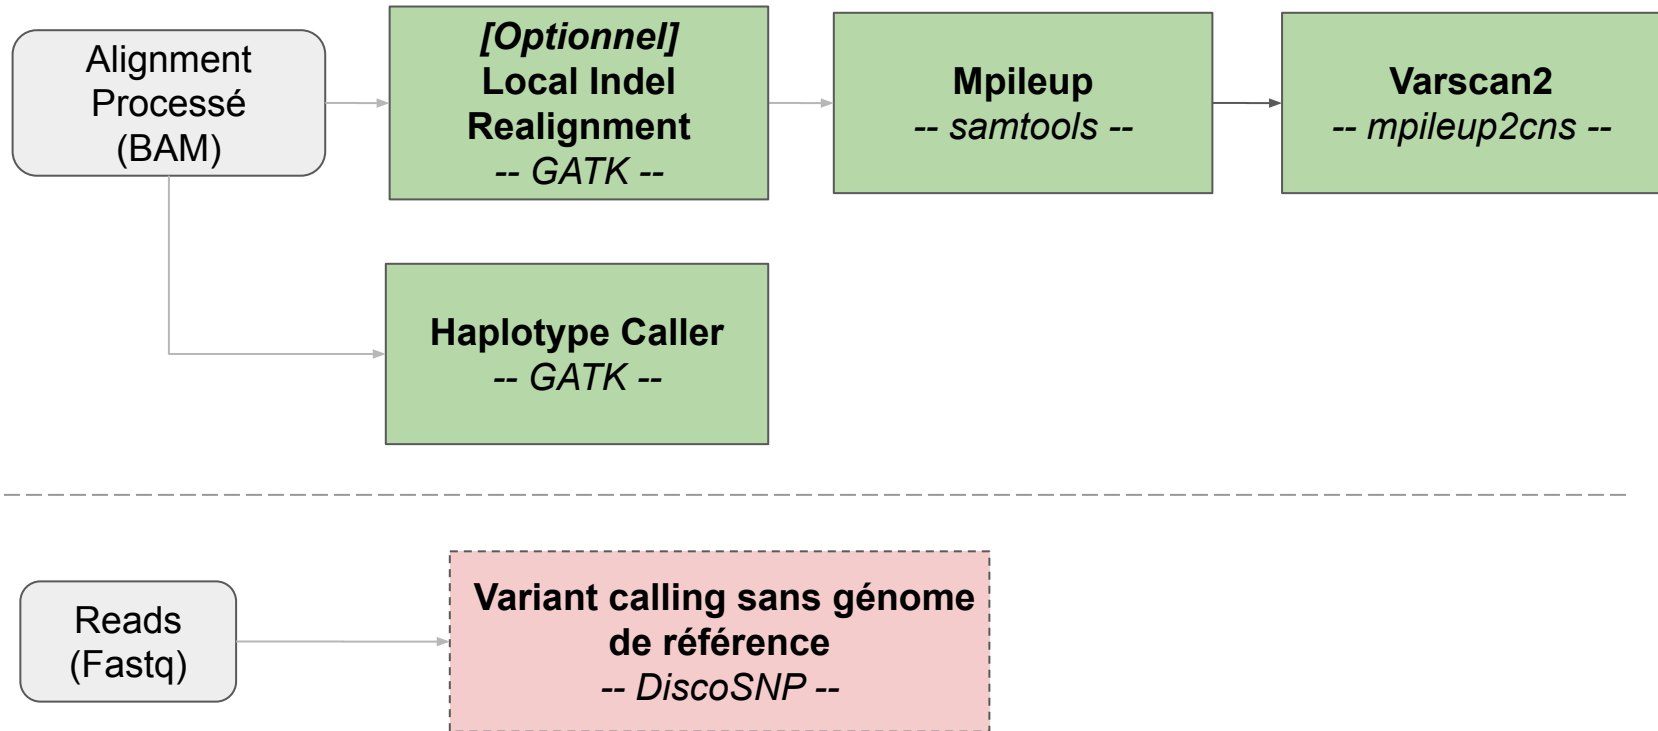 Alignment
Processé
(BAM)
[Optionnel]
Local Indel
Realignment
-- GATK --
Mpileup
-- samtools --
Varscan2
-- mpileup2cns --
Haplotype Caller
-- GATK --
Reads
(Fastq)
Variant calling sans génome
de référence
-- DiscoSNP --